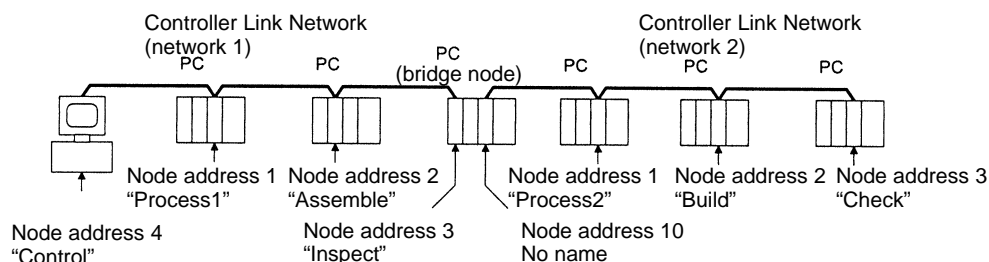 Controller Link Network
(network 1)
Controller Link Network
(network 2)
PC
PC
PC
(bridge node)
PC
PC
PC
Node address 1
“Process1”
Node address 2
“Assemble”
Node address 1
“Process2”
Node address 2
“Build”
Node address 3
“Check”
Node address 4
“Control”
Node address 3
“Inspect”
Node address 10
No name